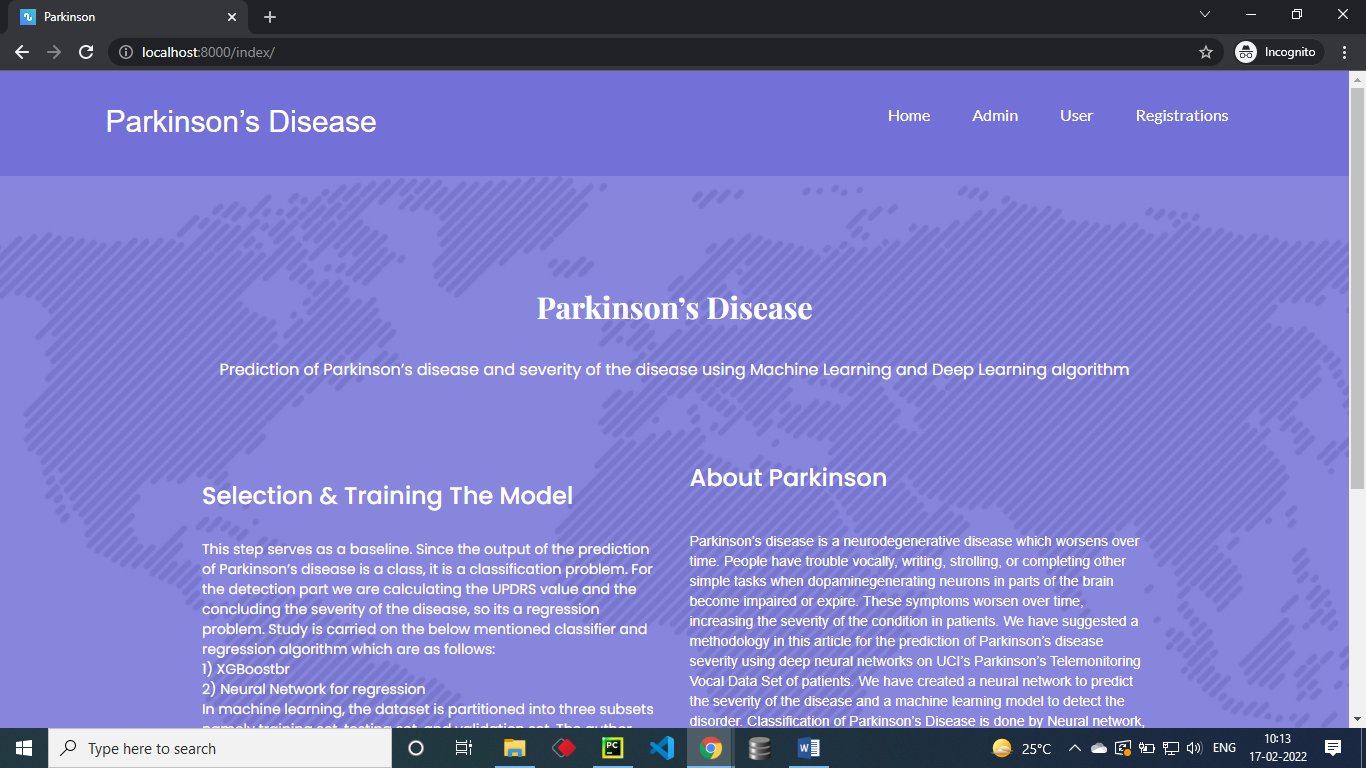 Parkinson
localhost:8000/index/
Incognito
Parkinson's Disease
Home
Admin
User
Registrations
Parkinson's Disease
Prediction of Parkinson's disease and severity of the disease using Machine Learning and Deep Learning algorithm
Selection & Training The Model
This step serves as a baseline. Since the output of the prediction
of Parkinson's disease is a class, it is a classification problem. For
the detection part we are calculating the UPDRS value and the
concluding the severity of the disease, so its a regression
problem. Study is carried on the below mentioned classifier and
regression algorithm which are as follows:
1) XGBoostbr
2) Neural Network for regression
In machine learning, the dataset is partitioned into three subsets
namely training set, testing set, and validation set. The author
About Parkinson
Parkinson's disease is a neurodegenerative disease which worsens over
time. People have trouble vocally, writing, strolling, or completing other
simple tasks when dopaminegenerating neurons in parts of the brain
become impaired or expire. These symptoms worsen over time,
increasing the severity of the condition in patients. We have suggested a
methodology in this article for the prediction of Parkinson's disease
severity using deep neural networks on UCI's Parkinson's Telemonitoring
Vocal Data Set of patients. We have created a neural network to predict
the severity of the disease and a machine learning model to detect the
disorder. Classification of Parkinson's Disease is done by Neural network,
Type here to search
PC
25°C
ENG
10:13
17-02-2022